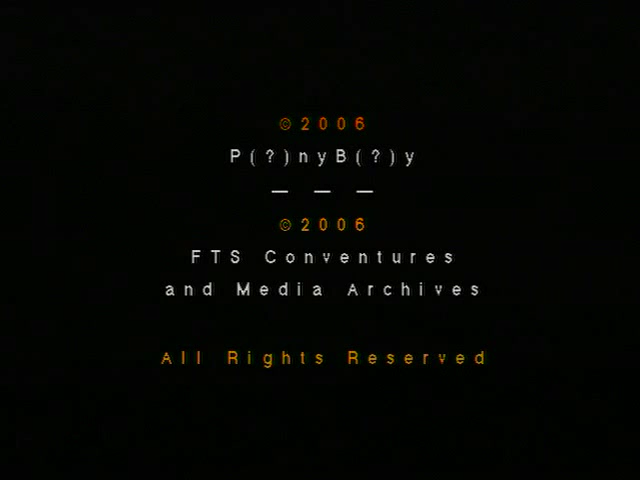 ©2006
P(?)nyB(?)y
— — —
©2006
FTS Conventures
and Media Archives
All Rights Reserved